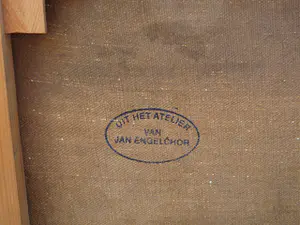 UIT HET ATELIER
VAN
JAN ENGELCHOR